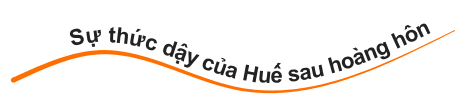 Sự thức dậy của Huế sau hoàng hôn